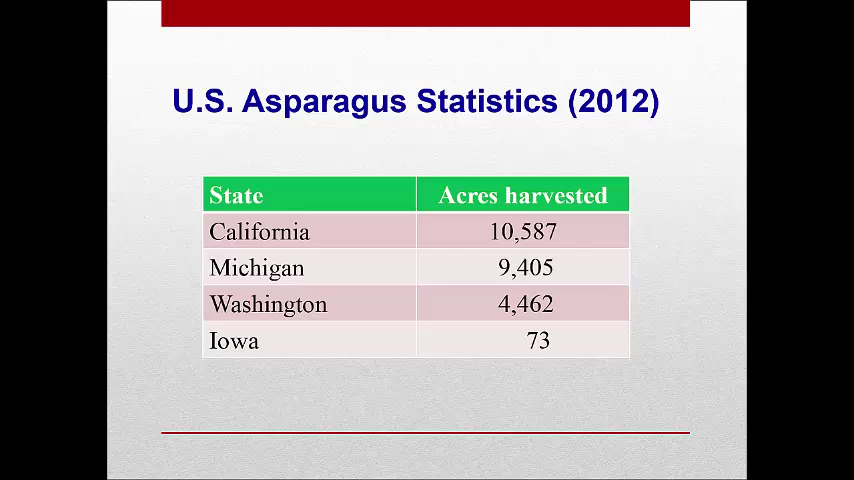 U.S. Asparagus Statistics (2012)
State Acres harvested
California 10,587
Michigan 9,405
Washington 4,462
Iowa 73